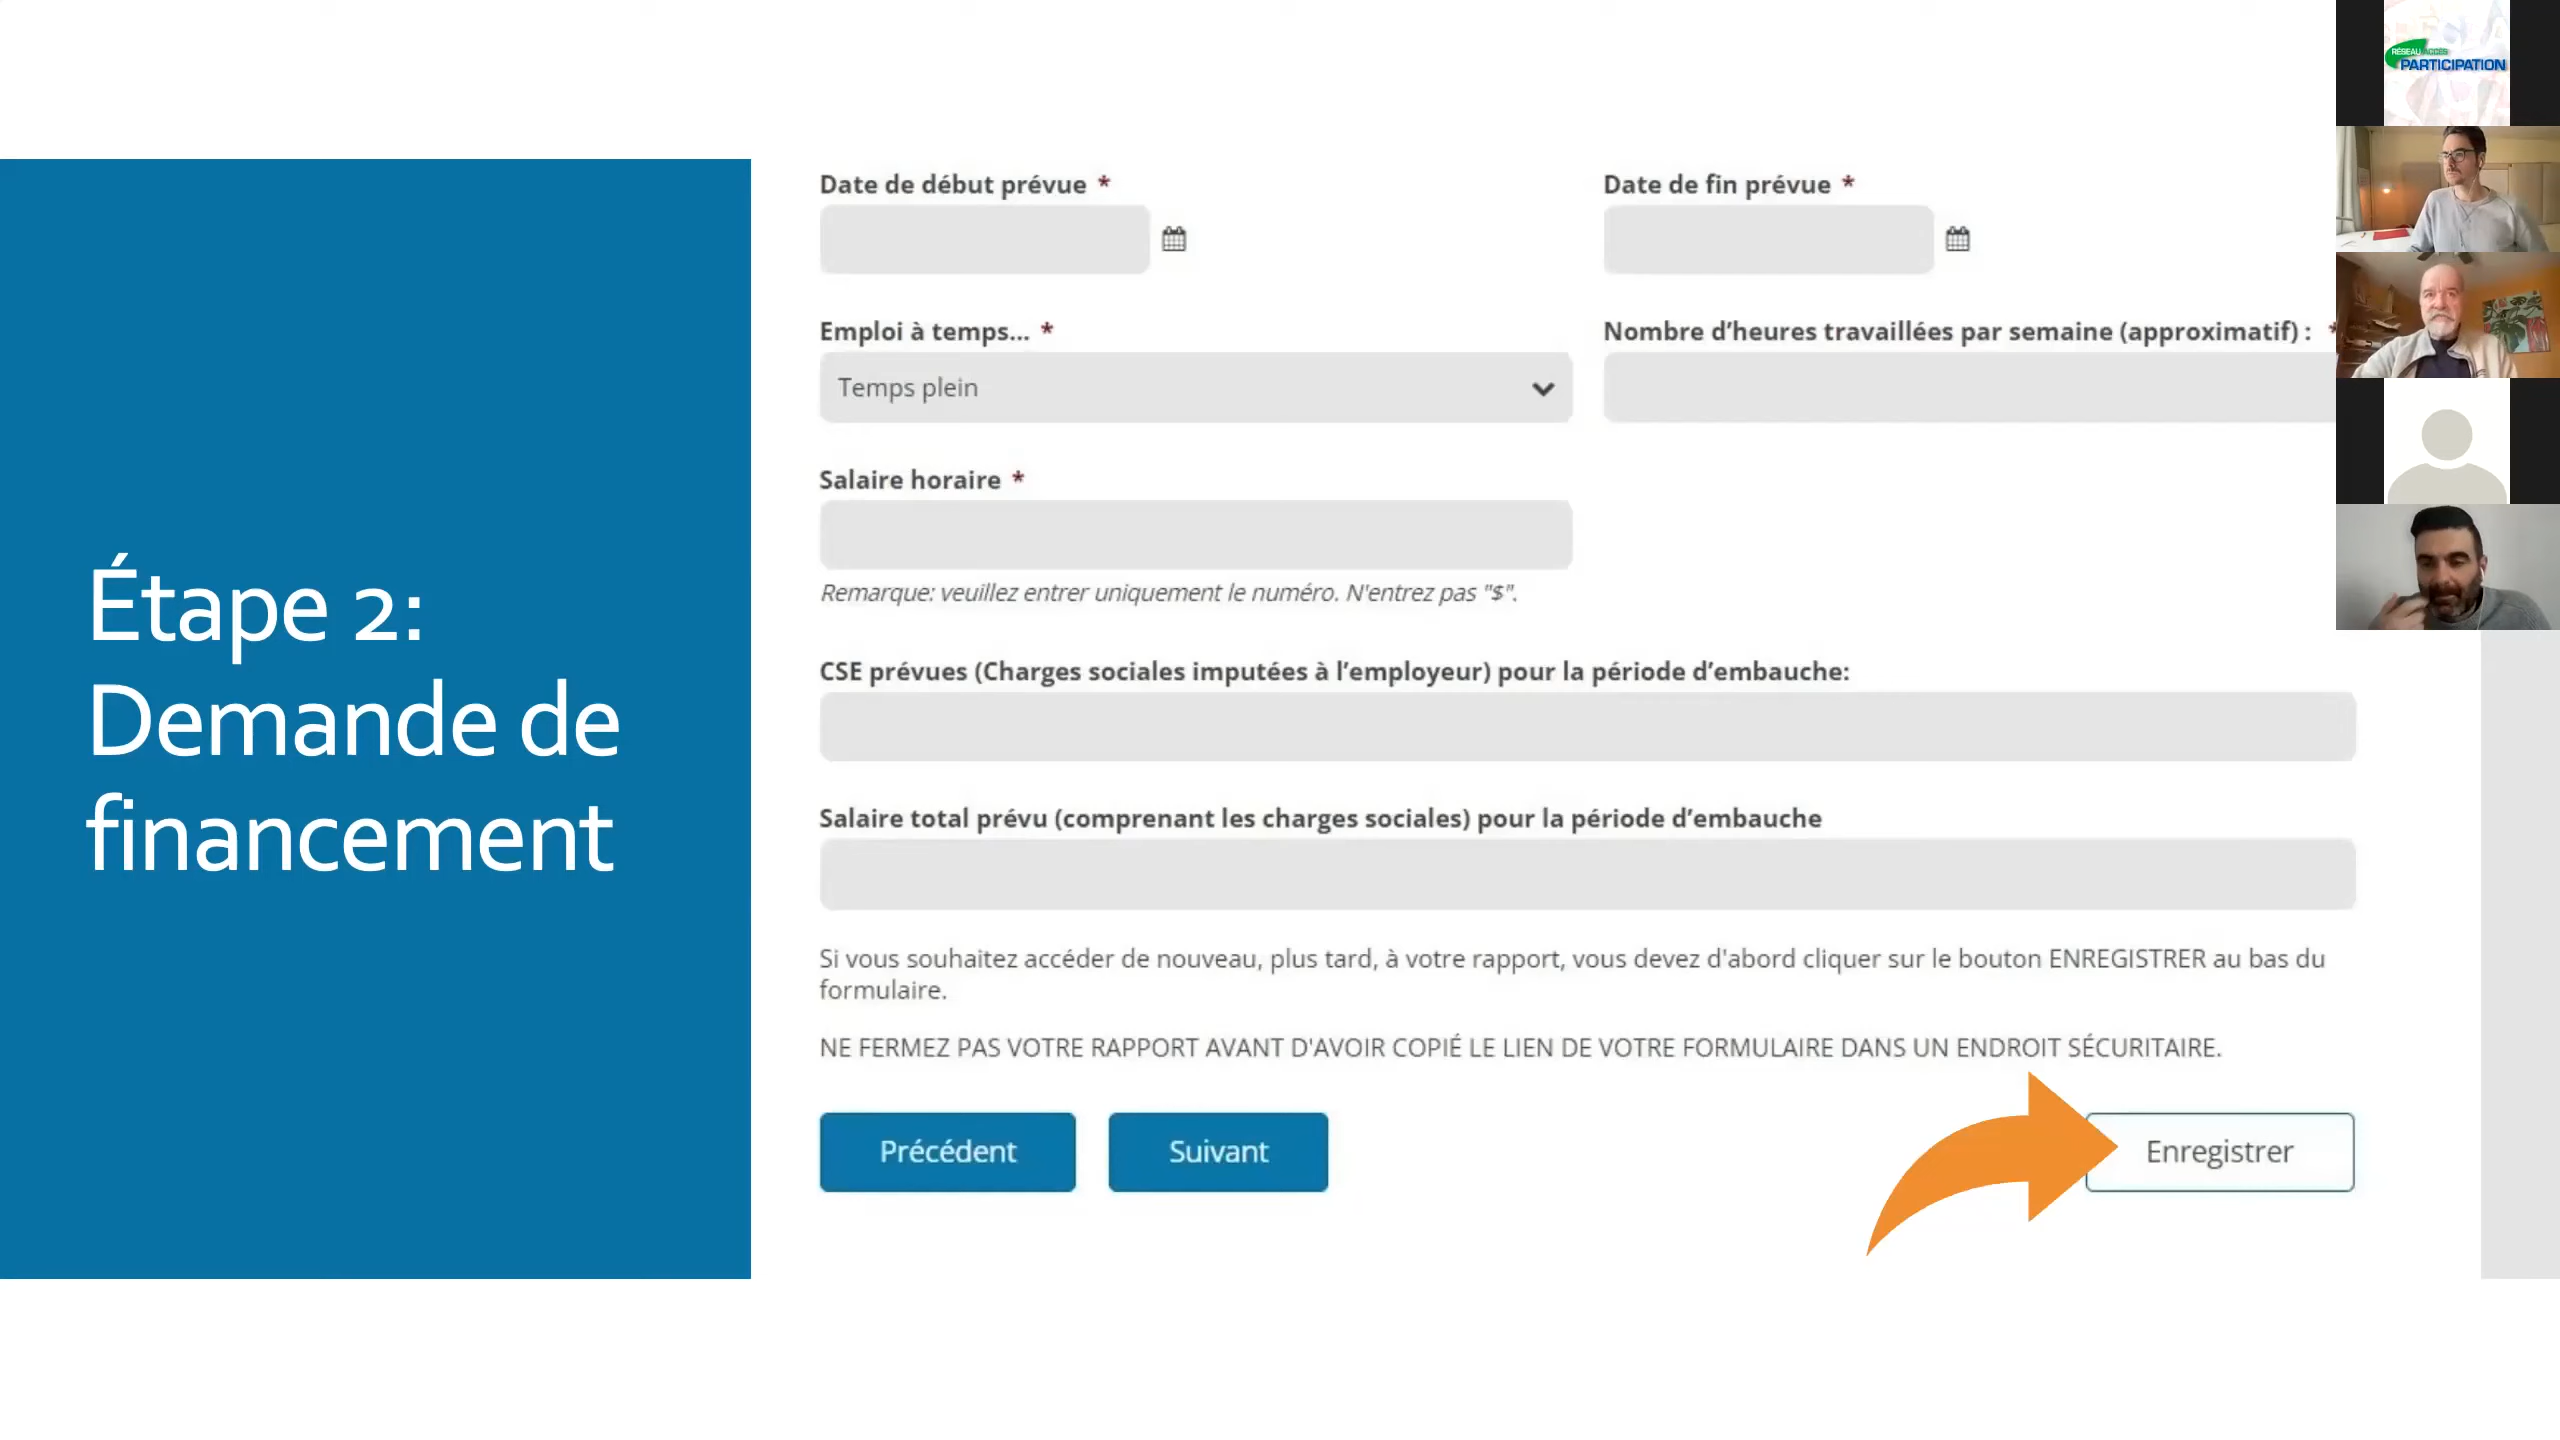 Étape 2:
Demande de
financement
Date de début prévue *
Date de fin prévue *
Emploi à temps... *
Temps plein
Nombre d’heures travaillées par semaine (approximatif) : *
Salaire horaire *
Remarque: veuillez entrer uniquement le numéro. N'entrez pas "$".
CSE prévues (Charges sociales imputées à l’employeur) pour la période d’embauche:
Salaire total prévu (comprenant les charges sociales) pour la période d’embauche
Si vous souhaitez accéder de nouveau, plus tard, à votre rapport, vous devez d'abord cliquer sur le bouton ENREGISTRER au bas du
formulaire.
NE FERMEZ PAS VOTRE RAPPORT AVANT D'AVOIR COPIÉ LE LIEN DE VOTRE FORMULAIRE DANS UN ENDROIT SÉCURITAIRE.
Précédent
Suivant
Enregistrer
RÉSEAU ACCÈS
PARTICIPATION